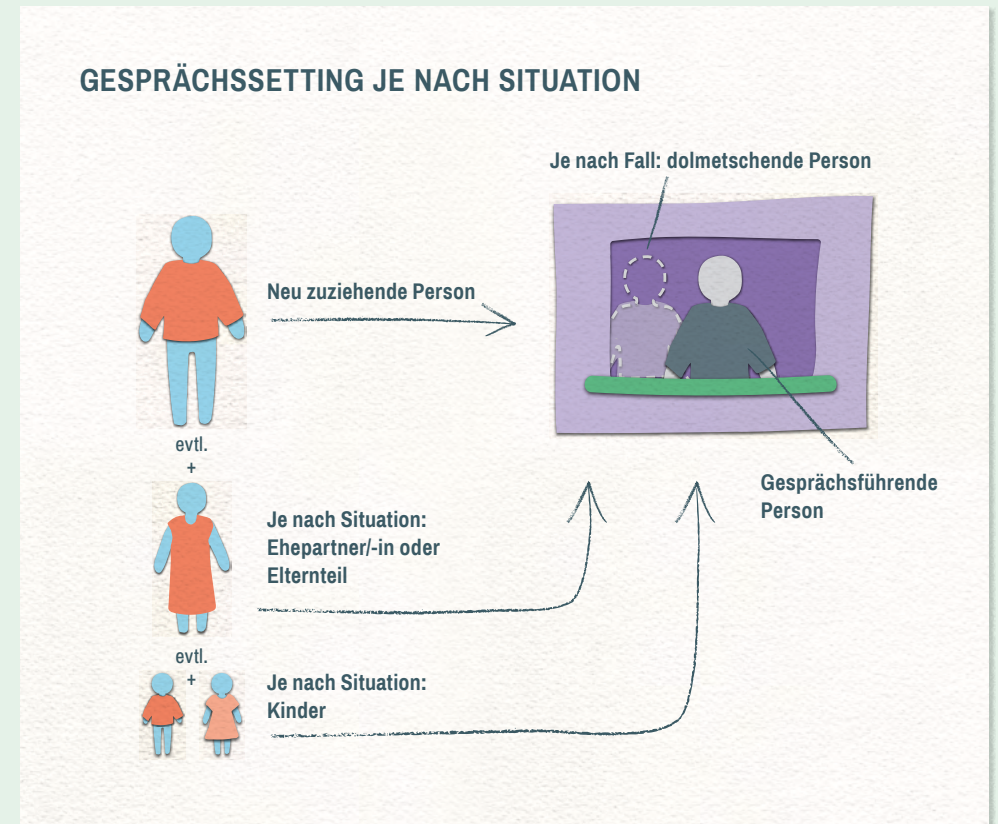 GESPRÄCHSSETTING JE NACH SITUATION
Je nach Fall: dolmetschende Person
Neu zuziehende Person
evtl.
+
Gesprächsführende
Person
Je nach Situation:
Ehepartner/-in oder
Elternteil
evtl.
+
Je nach Situation:
Kinder